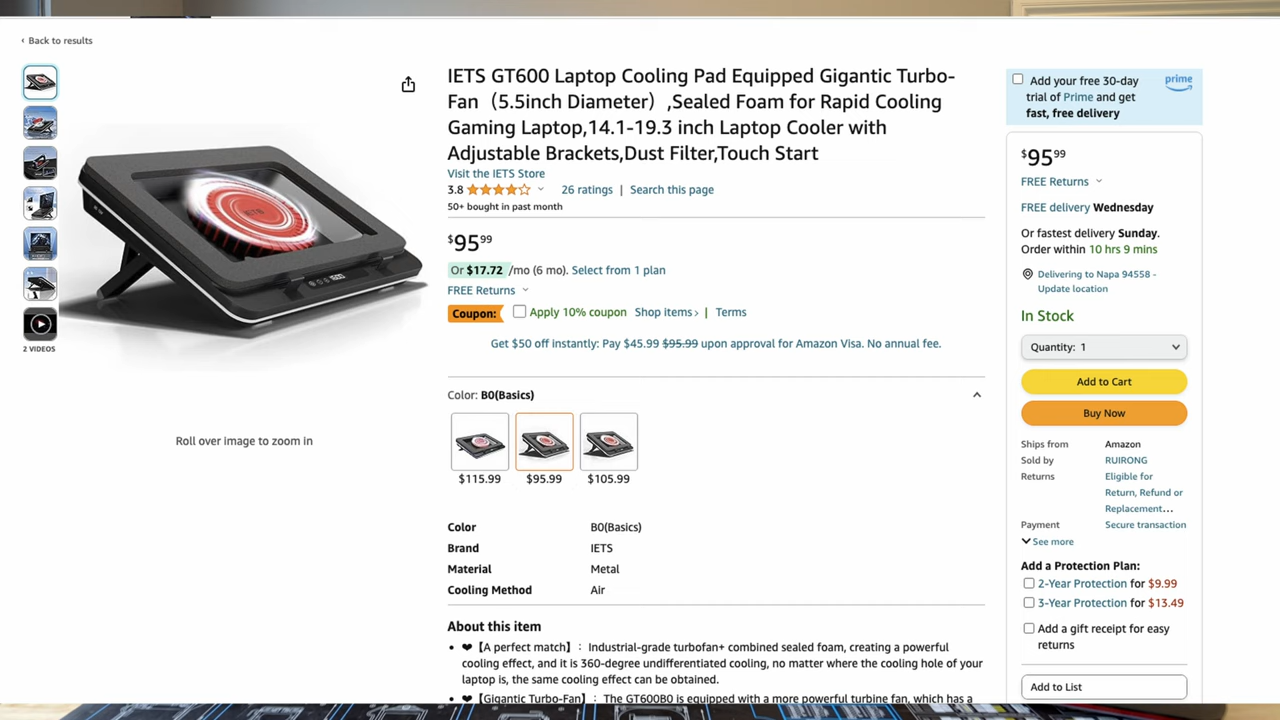 ‹ Back to results
IETS GT600 Laptop Cooling Pad Equipped Gigantic Turbo-
Fan（5.5inch Diameter）,Sealed Foam for Rapid Cooling
Gaming Laptop,14.1-19.3 inch Laptop Cooler with
Adjustable Brackets,Dust Filter,Touch Start
Visit the IETS Store
3.8 26 ratings | Search this page
50+ bought in past month
$95.99
Or $17.72 /mo (6 mo). Select from 1 plan
FREE Returns
Coupon: Apply 10% coupon Shop items › | Terms
Get $50 off instantly: Pay $45.99 $95.99 upon approval for Amazon Visa. No annual fee.
Color: B0(Basics)
$115.99 $95.99 $105.99
Color B0(Basics)
Brand IETS
Material Metal
Cooling Method Air
About this item
• ❤【A perfect match】：Industrial-grade turbofan+ combined sealed foam, creating a powerful
cooling effect, and it is 360-degree undifferentiated cooling, no matter where the cooling hole of your
laptop is, the same cooling effect can be obtained.
• ❤【Gigantic Turbo-Fan】：The GT600B0 is equipped with a more powerful turbine fan, which has a
IETS
IETS
2 VIDEOS
Roll over image to zoom in
Add your free 30-day
trial of Prime and get
fast, free delivery
prime
$95.99
FREE Returns
FREE delivery Wednesday
Or fastest delivery Sunday.
Order within 10 hrs 9 mins
Delivering to Napa 94558 -
Update location
In Stock
Quantity: 1
Add to Cart
Buy Now
Ships from Amazon
Sold by RUIRONG
Returns Eligible for
Return, Refund or
Replacement…
Payment Secure transaction
See more
Add a Protection Plan:
2-Year Protection for $9.99
3-Year Protection for $13.49
Add a gift receipt for easy
returns
Add to List